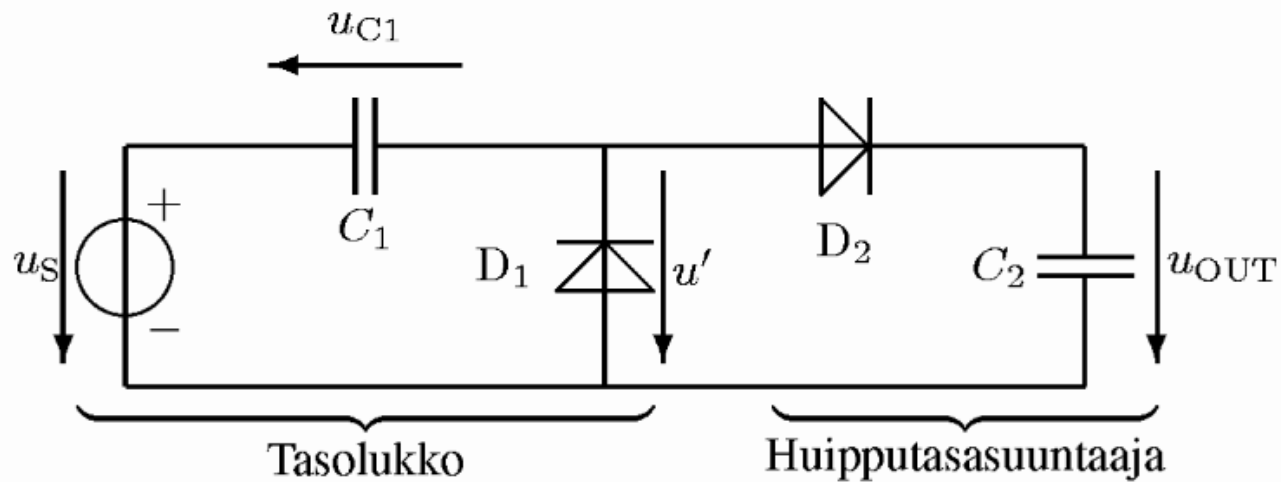 u_C1
+
C_1
D_2
u_S
D_1
u'
C_2
u_OUT
−
Tasolukko
Huipputasasuuntaaja